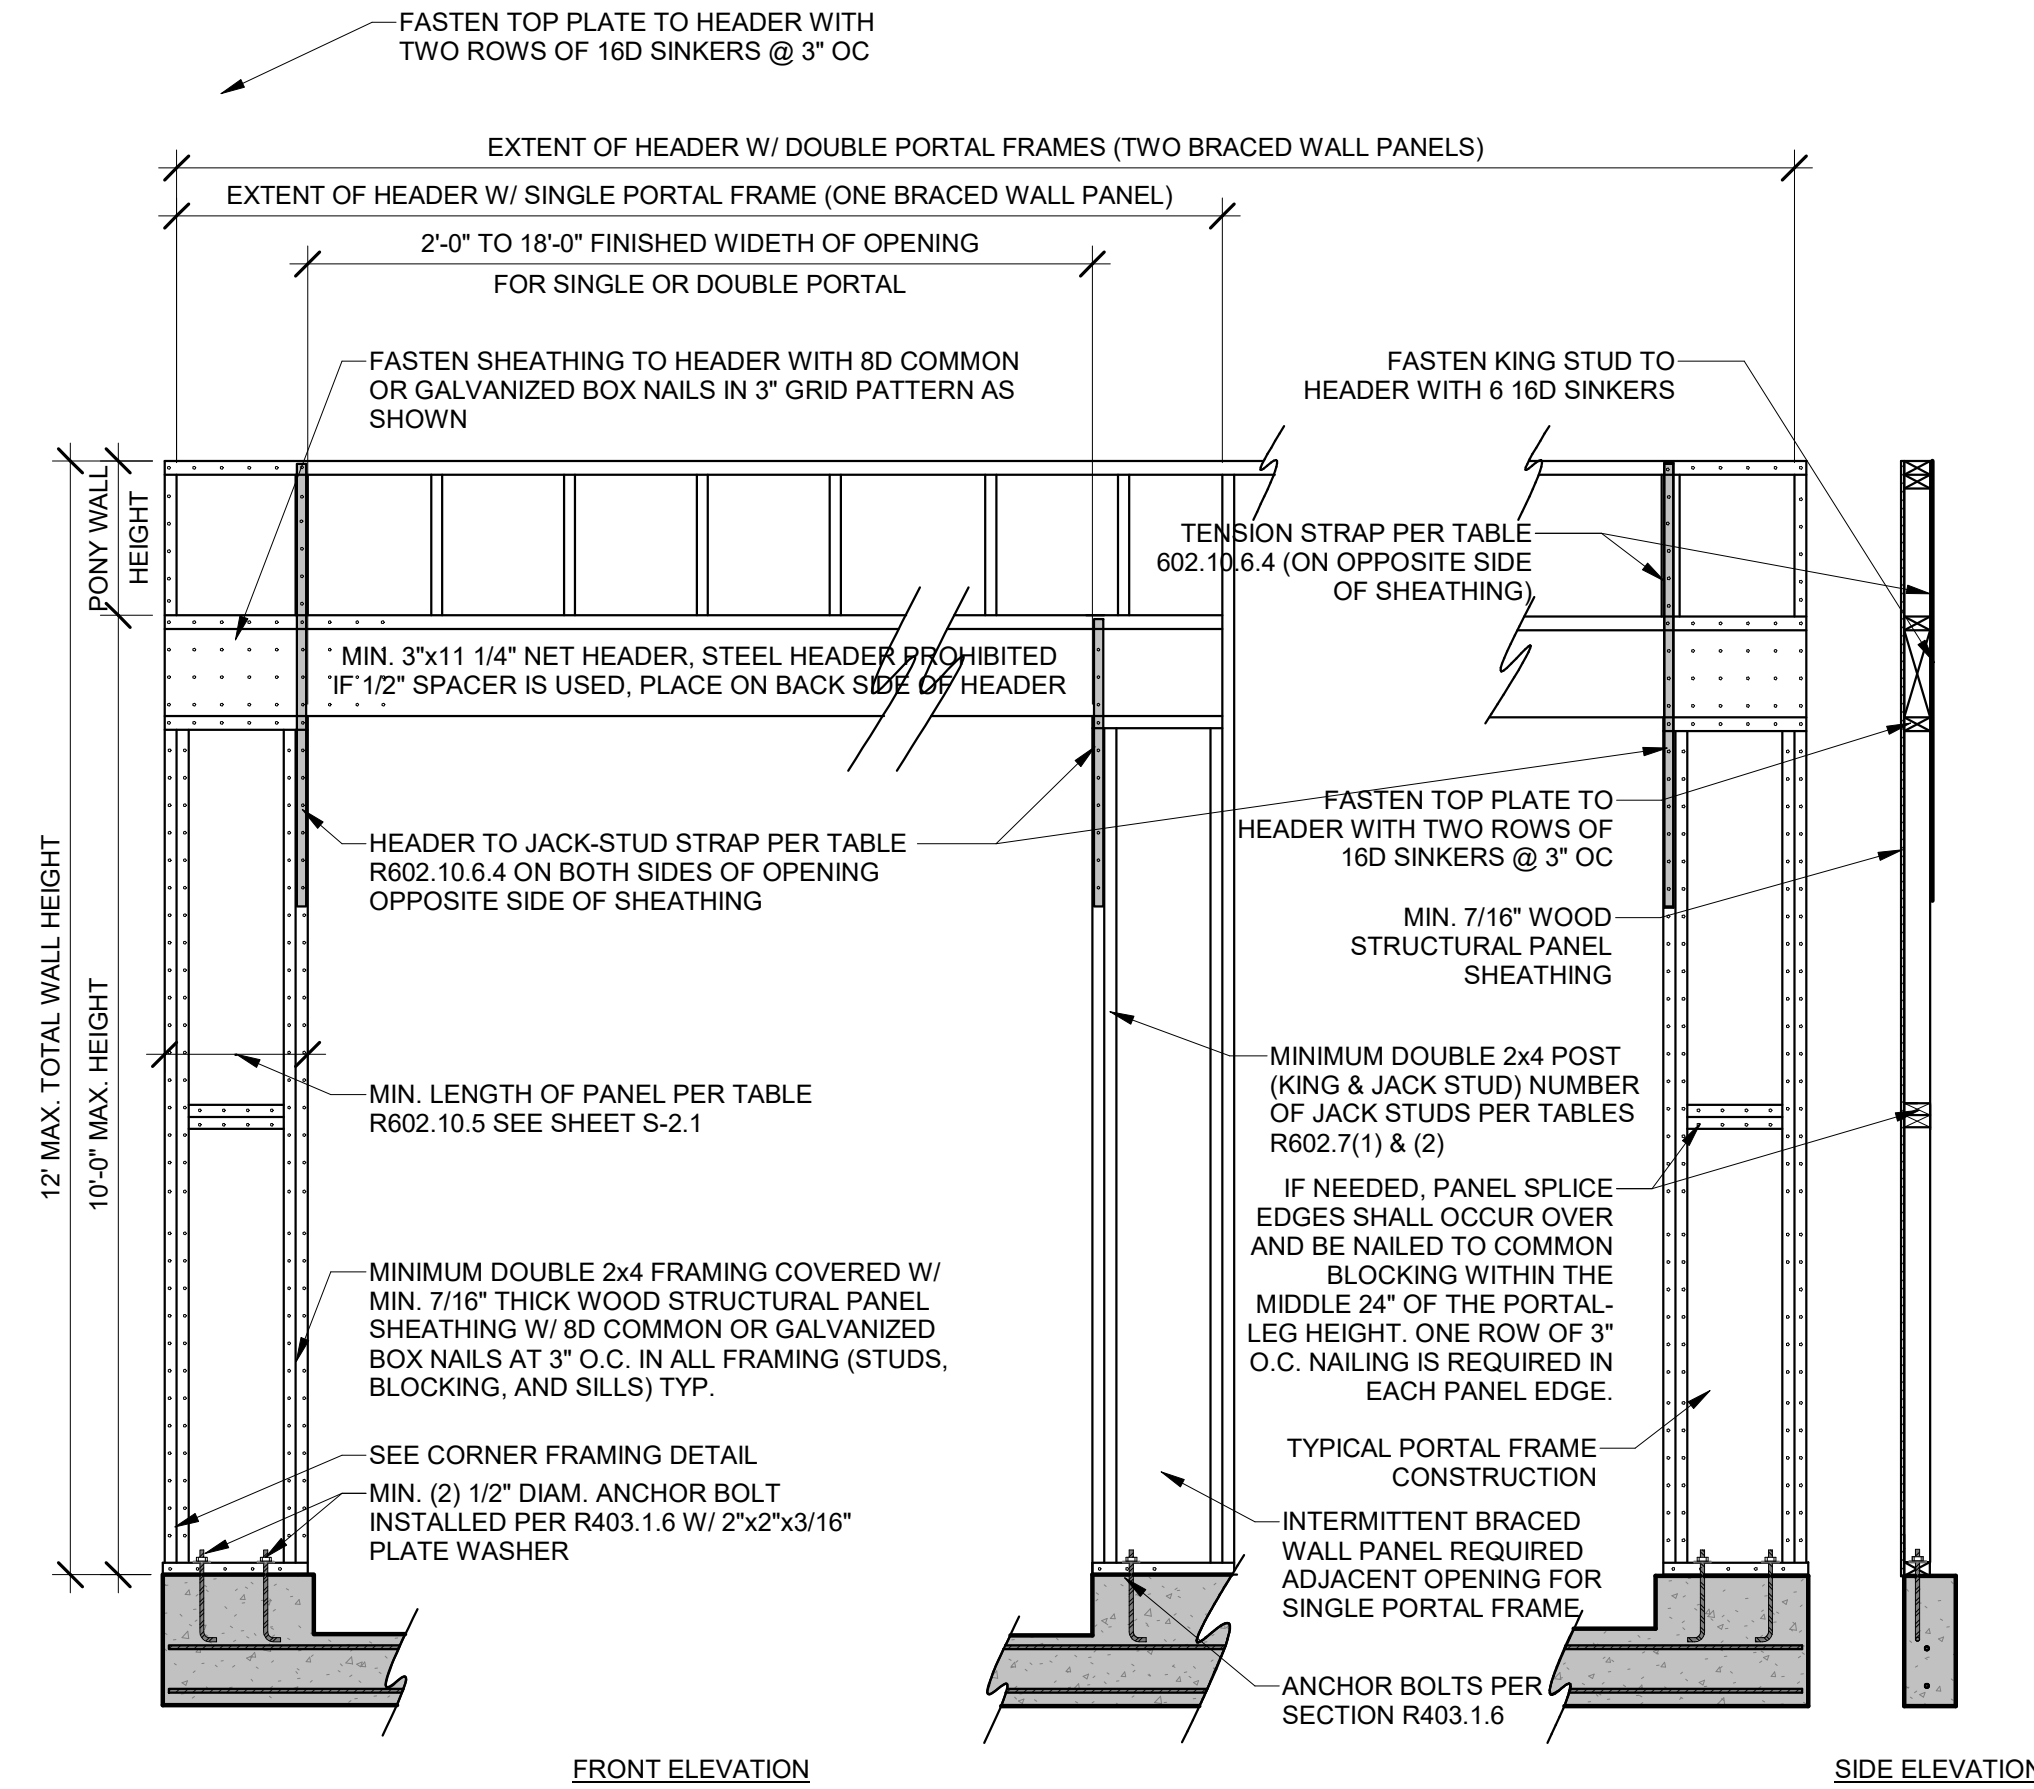 FASTEN TOP PLATE TO HEADER WITH
TWO ROWS OF 16D SINKERS @ 3" OC
EXTENT OF HEADER W/ DOUBLE PORTAL FRAMES (TWO BRACED WALL PANELS)
EXTENT OF HEADER W/ SINGLE PORTAL FRAME (ONE BRACED WALL PANEL)
2'-0" TO 18'-0" FINISHED WIDETH OF OPENING
FOR SINGLE OR DOUBLE PORTAL
FASTEN SHEATHING TO HEADER WITH 8D COMMON
OR GALVANIZED BOX NAILS IN 3" GRID PATTERN AS
SHOWN
FASTEN KING STUD TO
HEADER WITH 6 16D SINKERS
PONY WALL
HEIGHT
TENSION STRAP PER TABLE
602.10.6.4 (ON OPPOSITE SIDE
OF SHEATHING)
MIN. 3"x11 1/4" NET HEADER, STEEL HEADER PROHIBITED
IF 1/2" SPACER IS USED, PLACE ON BACK SIDE OF HEADER
12' MAX. TOTAL WALL HEIGHT
10'-0" MAX. HEIGHT
HEADER TO JACK-STUD STRAP PER TABLE
R602.10.6.4 ON BOTH SIDES OF OPENING
OPPOSITE SIDE OF SHEATHING
FASTEN TOP PLATE TO
HEADER WITH TWO ROWS OF
16D SINKERS @ 3" OC
MIN. 7/16" WOOD
STRUCTURAL PANEL
SHEATHING
MIN. LENGTH OF PANEL PER TABLE
R602.10.5 SEE SHEET S-2.1
MINIMUM DOUBLE 2x4 POST
(KING & JACK STUD) NUMBER
OF JACK STUDS PER TABLES
R602.7(1) & (2)
IF NEEDED, PANEL SPLICE
EDGES SHALL OCCUR OVER
AND BE NAILED TO COMMON
BLOCKING WITHIN THE
MIDDLE 24" OF THE PORTAL-
LEG HEIGHT. ONE ROW OF 3"
O.C. NAILING IS REQUIRED IN
EACH PANEL EDGE.
MINIMUM DOUBLE 2x4 FRAMING COVERED W/
MIN. 7/16" THICK WOOD STRUCTURAL PANEL
SHEATHING W/ 8D COMMON OR GALVANIZED
BOX NAILS AT 3" O.C. IN ALL FRAMING (STUDS,
BLOCKING, AND SILLS) TYP.
SEE CORNER FRAMING DETAIL
MIN. (2) 1/2" DIAM. ANCHOR BOLT
INSTALLED PER R403.1.6 W/ 2"x2"x3/16"
PLATE WASHER
TYPICAL PORTAL FRAME
CONSTRUCTION
INTERMITTENT BRACED
WALL PANEL REQUIRED
ADJACENT OPENING FOR
SINGLE PORTAL FRAME
ANCHOR BOLTS PER
SECTION R403.1.6
FRONT ELEVATION
SIDE ELEVATION